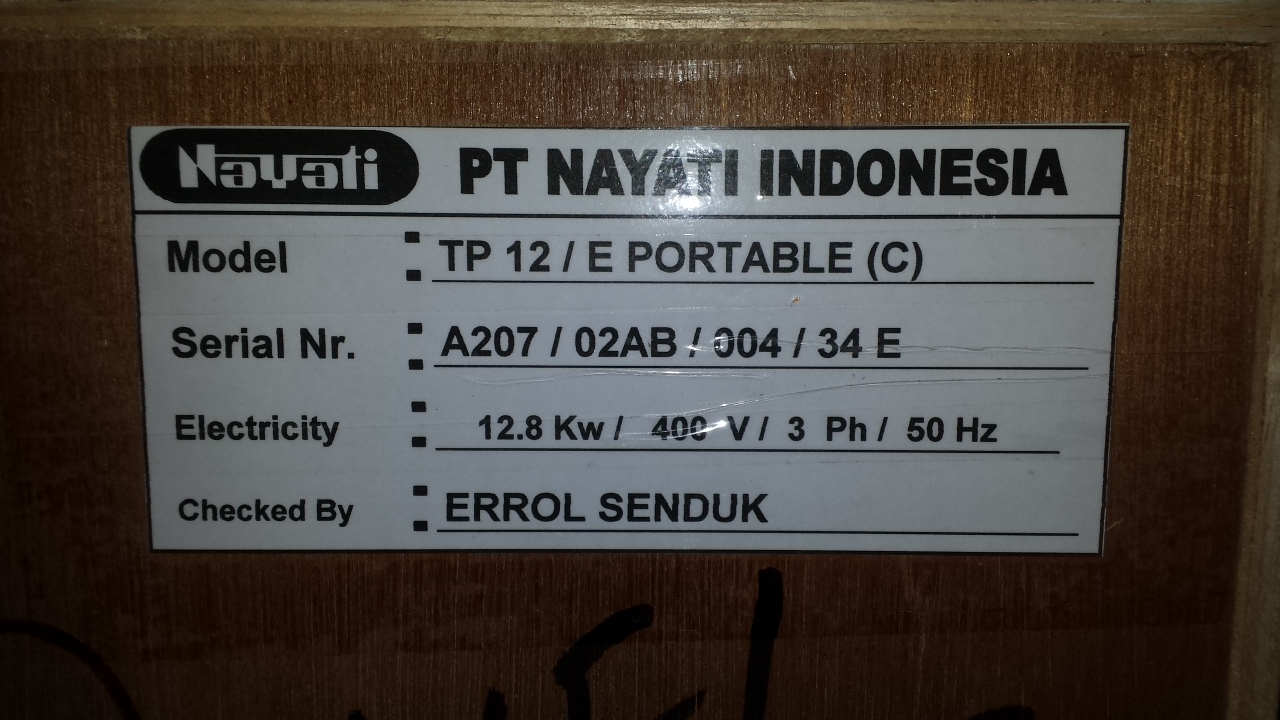 Nayati PT NAYATI INDONESIA
Model : TP 12 / E PORTABLE (C)
Serial Nr. : A207 / 02AB / 004 / 34 E
Electricity : 12.8 Kw / 400 V / 3 Ph / 50 Hz
Checked By : ERROL SENDUK